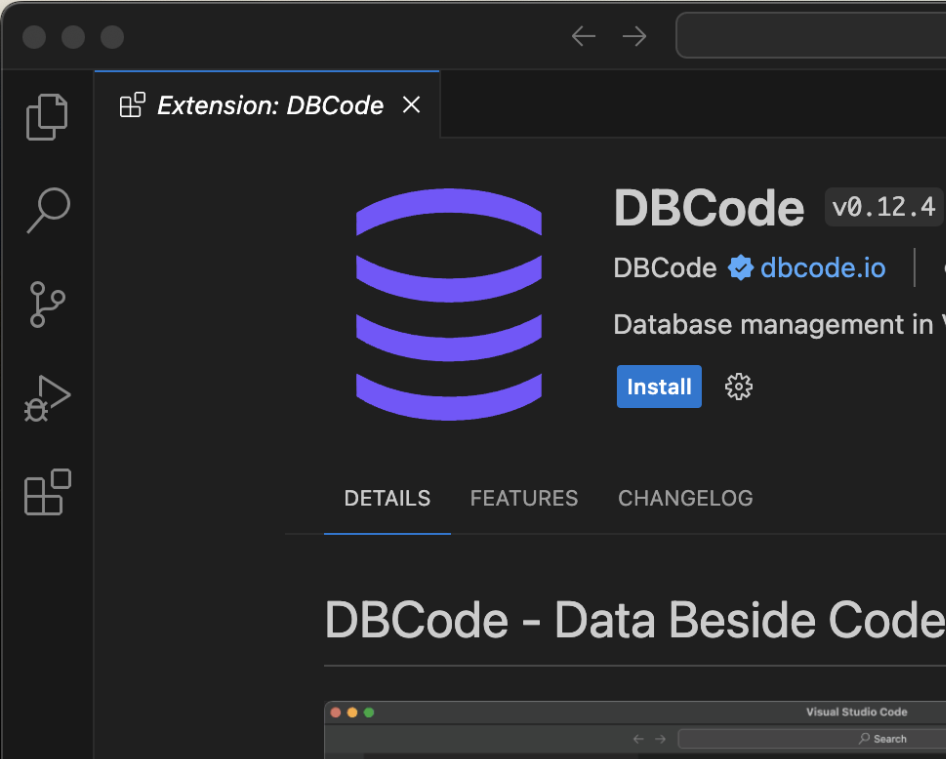 Extension: DBCode
DBCode v0.12.4
DBCode dbcode.io
Database management in
Install
DETAILS FEATURES CHANGELOG
DBCode - Data Beside Code
Visual Studio Code
Search